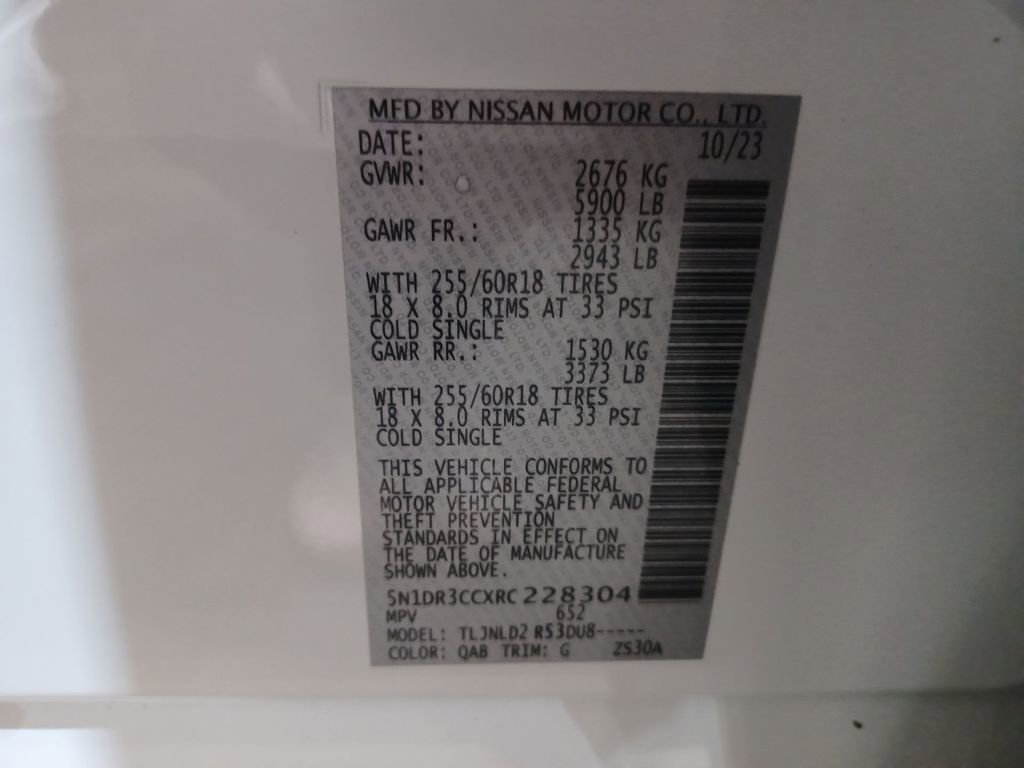 MFD BY NISSAN MOTOR CO., LTD.
DATE: 10/23
GVWR: 2676 KG
5900 LB
GAWR FR.: 1335 KG
2943 LB
WITH 255/60R18 TIRES
18 X 8.0 RIMS AT 33 PSI
COLD SINGLE
GAWR RR.: 1530 KG
3373 LB
WITH 255/60R18 TIRES
18 X 8.0 RIMS AT 33 PSI
COLD SINGLE
THIS VEHICLE CONFORMS TO
ALL APPLICABLE FEDERAL
MOTOR VEHICLE SAFETY AND
THEFT PREVENTION
STANDARDS IN EFFECT ON
THE DATE OF MANUFACTURE
SHOWN ABOVE.
5N1DR3CCXRC228304
MPV 652
MODEL: TLJNLD2 R53DU8-----
COLOR: QAB TRIM: G ZS30A